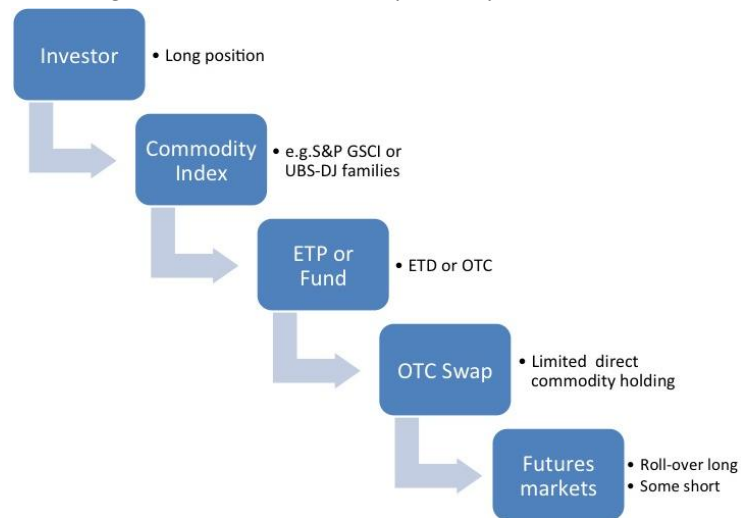 Investor
• Long position
Commodity
Index
• e.g.S&P GSCI or
UBS-DJ families
ETP or
Fund
• ETD or OTC
OTC Swap
• Limited direct
commodity holding
Futures
markets
• Roll-over long
• Some short